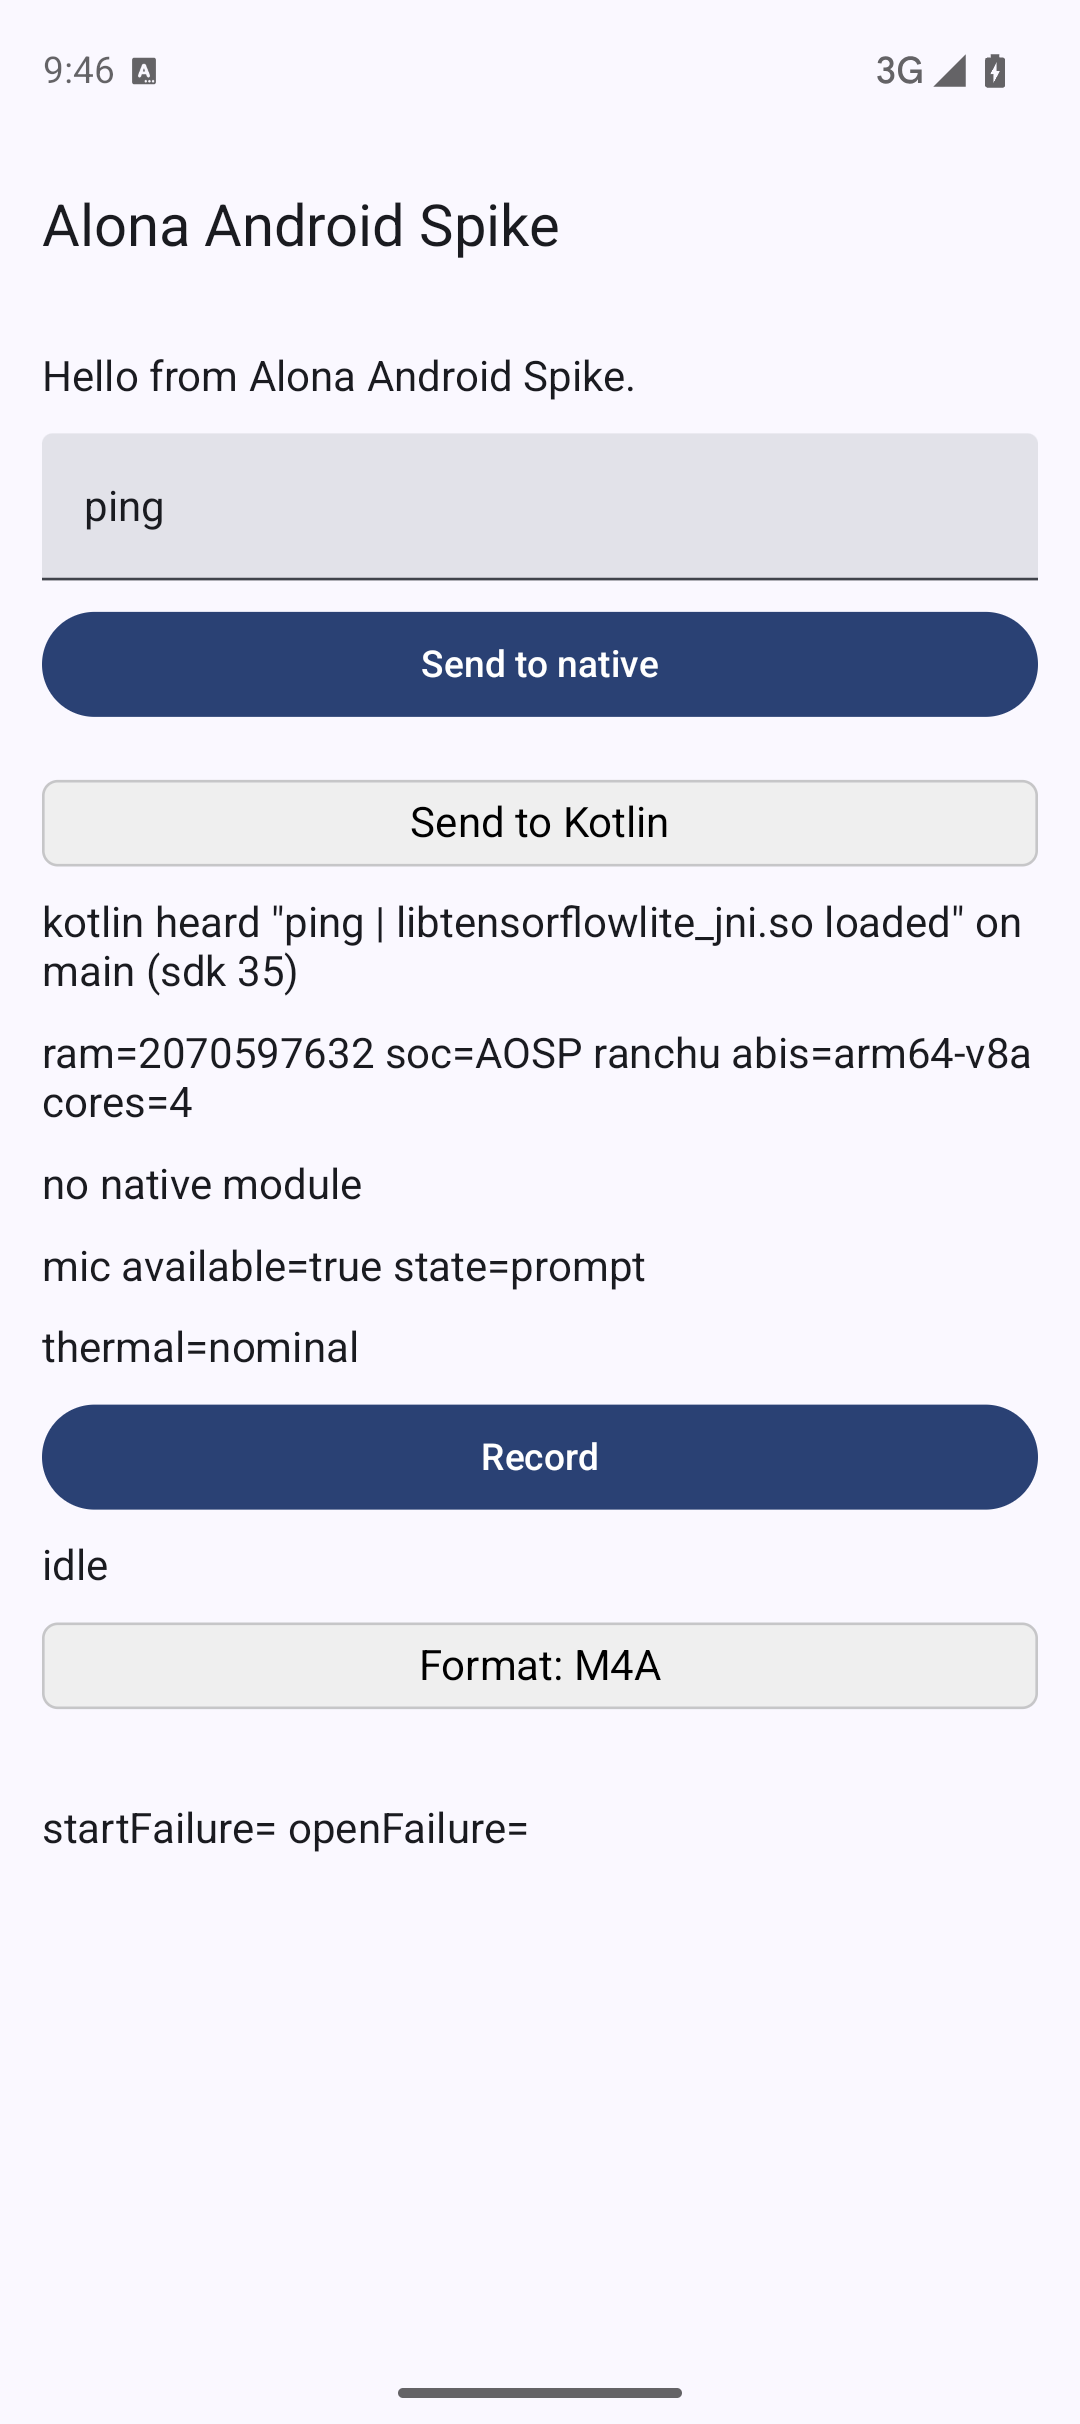 9:46 A 3G
Alona Android Spike
Hello from Alona Android Spike.
ping
Send to native
Send to Kotlin
kotlin heard "ping | libtensorflowlite_jni.so loaded" on
main (sdk 35)
ram=2070597632 soc=AOSP ranchu abis=arm64-v8a
cores=4
no native module
mic available=true state=prompt
thermal=nominal
Record
idle
Format: M4A
startFailure= openFailure=